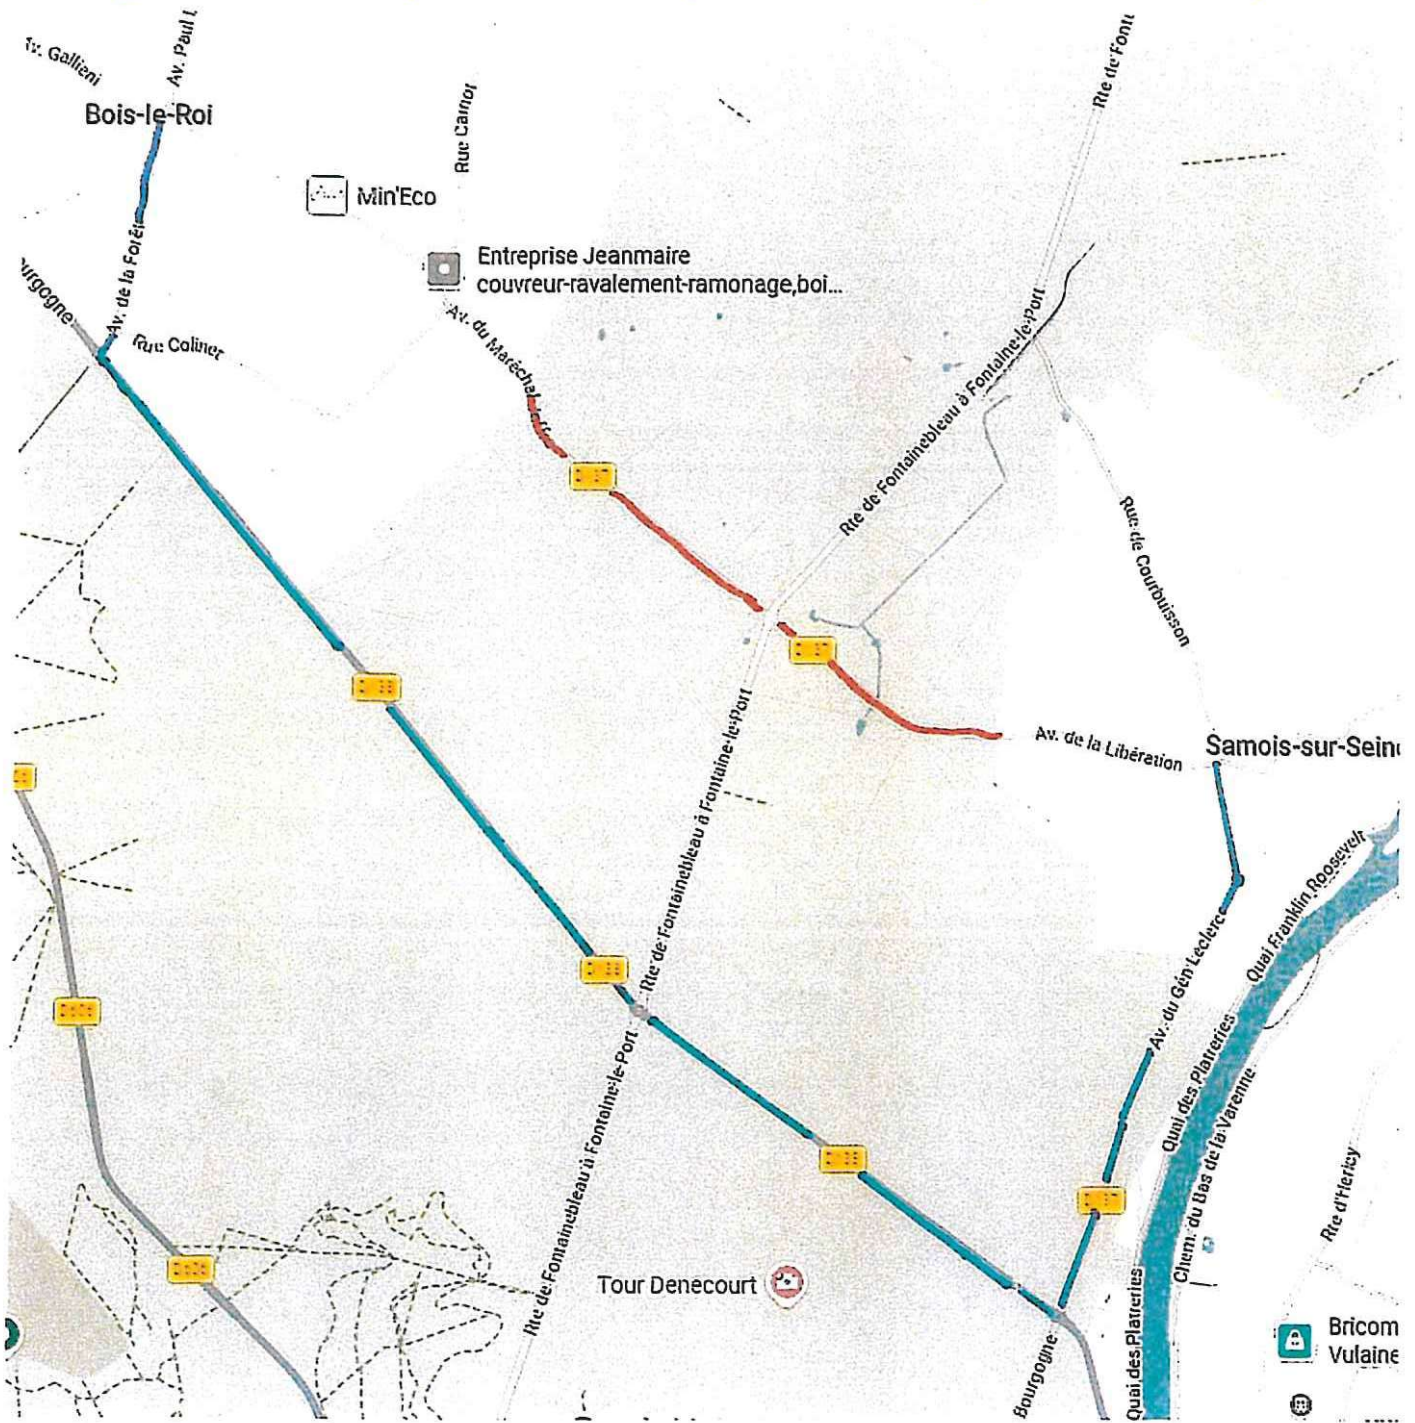 Av. Gallieni
Av. Paul
Bois-le-Roi
Rue Carnot
Rte de Font
Min'Eco
Entreprise Jeanmaire
couvreur-ravalement-ramonage,boi...
Av. de la Forêt
ourgogne
Rue Colinet
Av. du Maréchal
Rte de Fontainebleau à Fontaine-le-Port
Rue de Courbuisson
Rte de Fontainebleau à Fontaine-le-Port
Av. de la Libération
Samois-sur-Sein
Quai Franklin Roosevelt
Av. du Gén Leclerc
Rte de Fontainebleau à Fontaine-le-Port
Quai des Platreries
Chem. du Bas de la Varenne
Rte d'Hericy
Tour Denecourt
Quai des Platreries
Bourgogne
Bricom
Vulaine